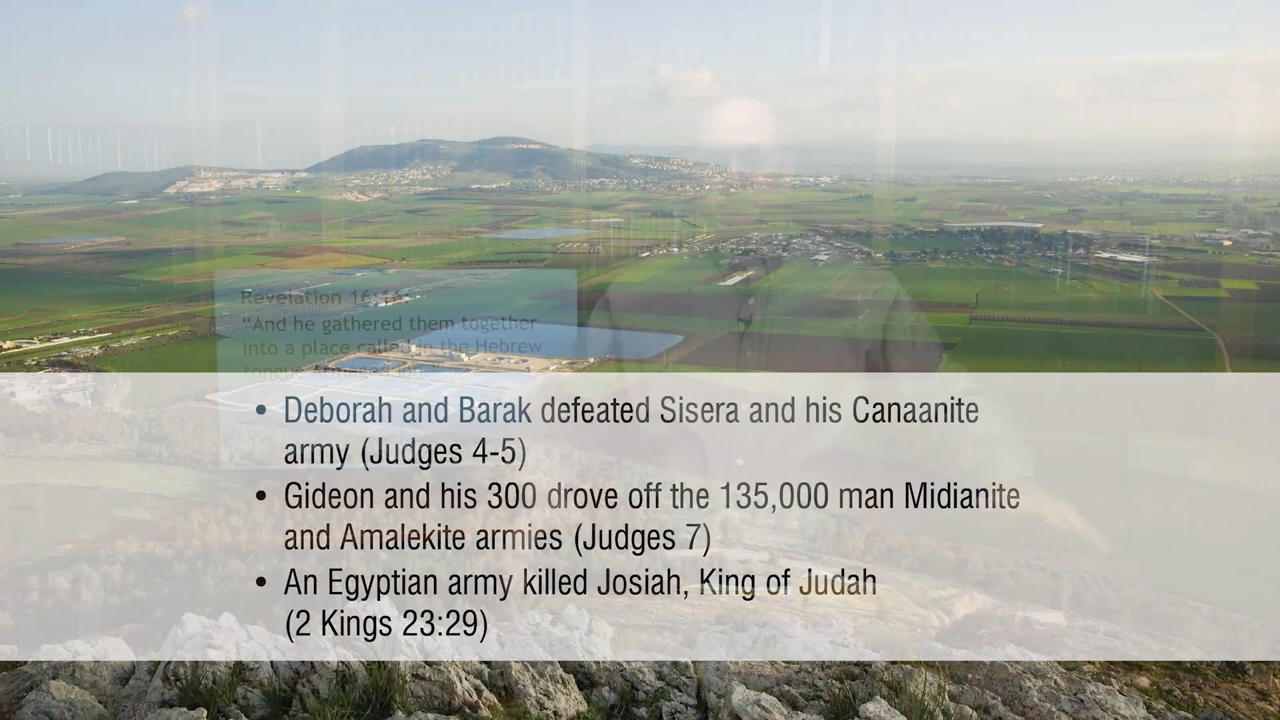 Revelation 16:16
“And he gathered them together
into a place called in the Hebrew
tongue Armageddon.”
• Deborah and Barak defeated Sisera and his Canaanite
army (Judges 4-5)
• Gideon and his 300 drove off the 135,000 man Midianite
and Amalekite armies (Judges 7)
• An Egyptian army killed Josiah, King of Judah
(2 Kings 23:29)